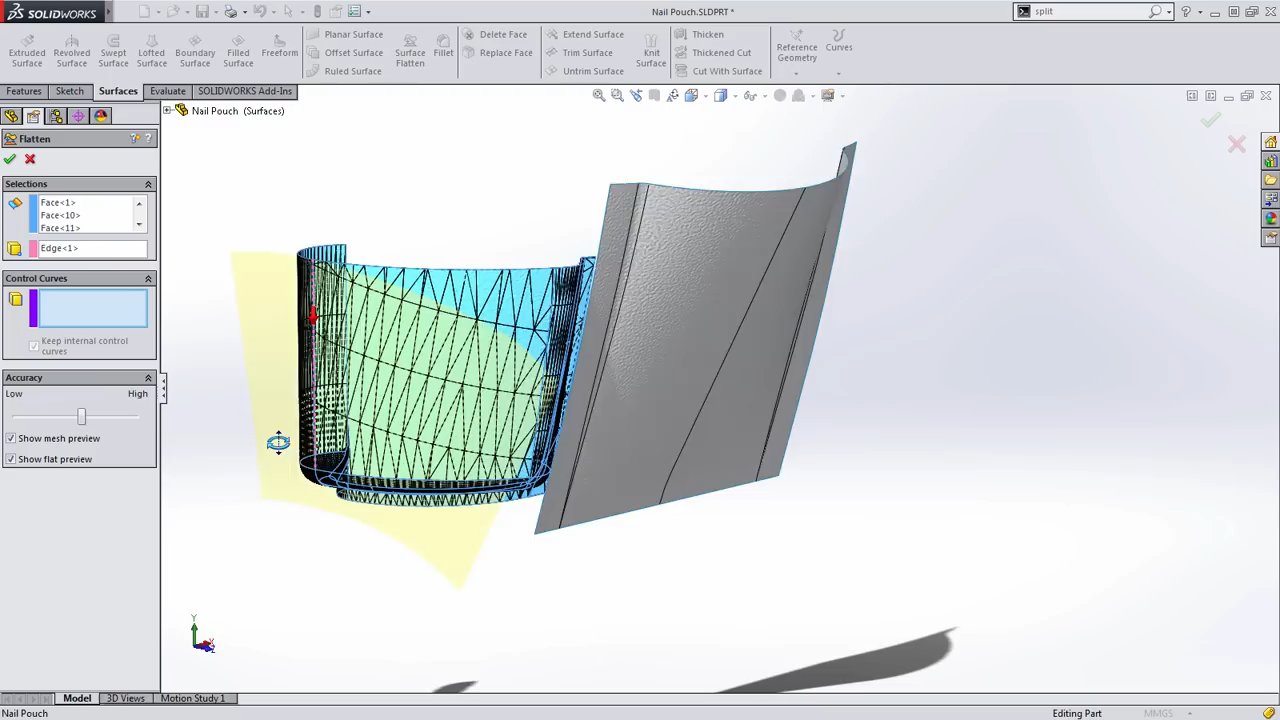 SOLIDWORKS
Nail Pouch.SLDPRT *
split
Extruded Surface
Revolved Surface
Swept Surface
Lofted Surface
Boundary Surface
Filled Surface
Freeform
Planar Surface
Offset Surface
Ruled Surface
Surface Flatten
Fillet
Delete Face
Replace Face
Extend Surface
Trim Surface
Untrim Surface
Knit Surface
Thicken
Thickened Cut
Cut With Surface
Reference Geometry
Curves
Features
Sketch
Surfaces
Evaluate
SOLIDWORKS Add-Ins
Nail Pouch (Surfaces)
Flatten
Selections
Face<1>
Face<10>
Face<11>
Edge<1>
Control Curves
Keep internal control
curves
Accuracy
Low High
Show mesh preview
Show flat preview
Y
X
Z
Model
3D Views
Motion Study 1
Nail Pouch
Editing Part
MMGS